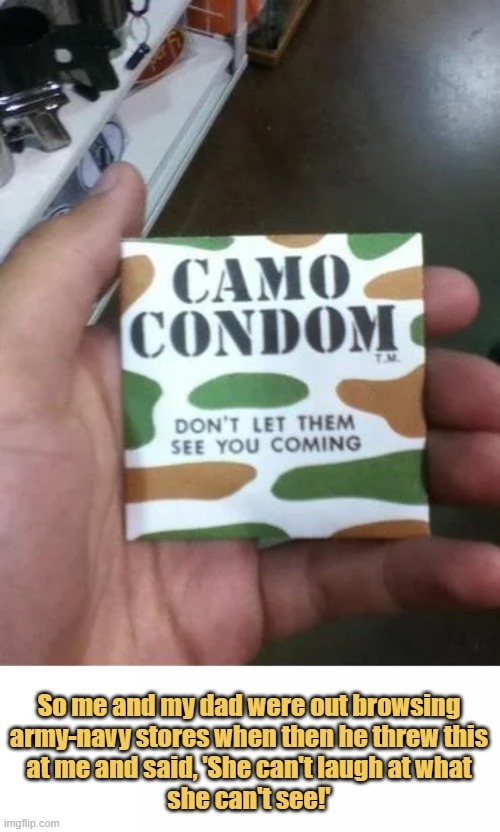 CAMO
CONDOM
T.M.
DON'T LET THEM
SEE YOU COMING
So me and my dad were out browsing
army-navy stores when then he threw this
at me and said, 'She can't laugh at what
she can't see!'
imgflip.com